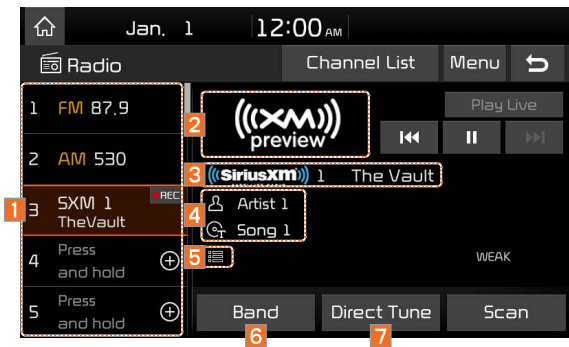 Jan. 1 12:00 AM
Radio Channel List Menu
1 FM 87.9
2 AM 530
3 SXM 1 REC
TheVault
4 Press
and hold
5 Press
and hold
1
2
(((XM)))
preview
Play Live
3 ((SiriusXM)) 1 The Vault
4 Artist 1
Song 1
5
WEAK
Band Direct Tune Scan
6 7